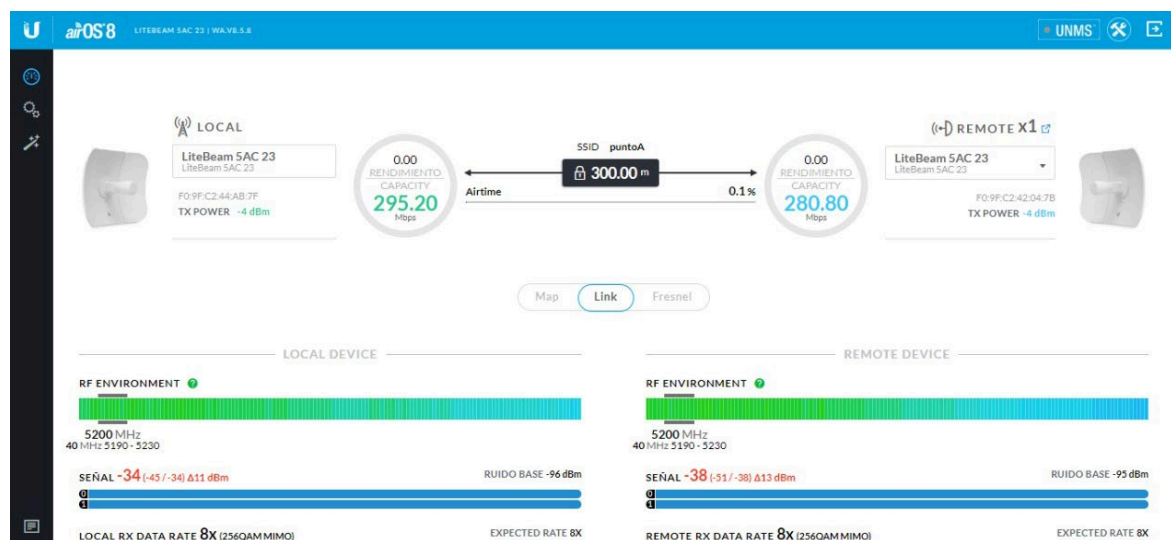 airOS 8 LITEBEAM 5AC 23 | WA.V8.5.8 UNMS
LOCAL
LiteBeam 5AC 23
LiteBeam 5AC 23
F0:9F:C2:44:AB:7F
TX POWER -4 dBm
0.00
RENDIMIENTO
CAPACITY
295.20
Mbps
SSID puntoA
300.00 m
Airtime 0.1 %
0.00
RENDIMIENTO
CAPACITY
280.80
Mbps
REMOTE X1
LiteBeam 5AC 23
LiteBeam 5AC 23
F0:9F:C2:42:04:7B
TX POWER -4 dBm
Map Link Fresnel
LOCAL DEVICE
RF ENVIRONMENT ?
5200 MHz
40 MHz 5190 - 5230
SEÑAL -34 (-45 / -34) Δ11 dBm RUIDO BASE -96 dBm
0
1
LOCAL RX DATA RATE 8X (256QAM MIMO) EXPECTED RATE 8X
REMOTE DEVICE
RF ENVIRONMENT ?
5200 MHz
40 MHz 5190 - 5230
SEÑAL -38 (-51 / -38) Δ13 dBm RUIDO BASE -95 dBm
0
1
REMOTE RX DATA RATE 8X (256QAM MIMO) EXPECTED RATE 8X